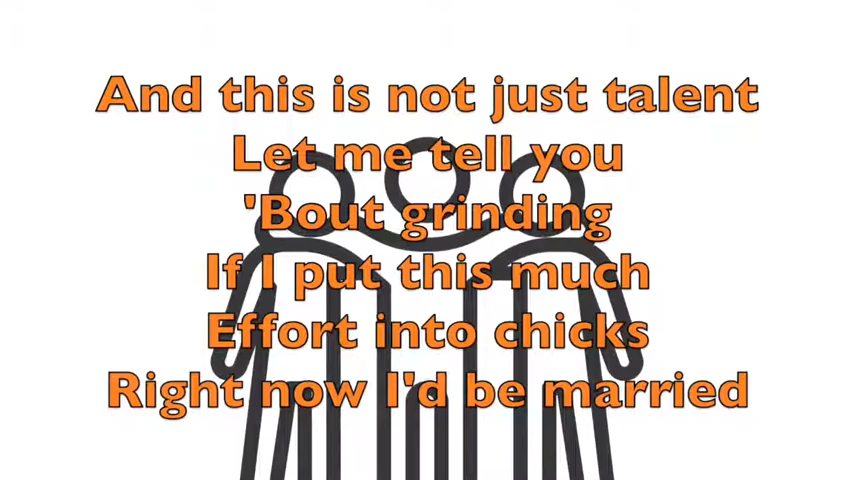 And this is not just talent
Let me tell you
'Bout grinding
If I put this much
Effort into chicks
Right now I'd be married